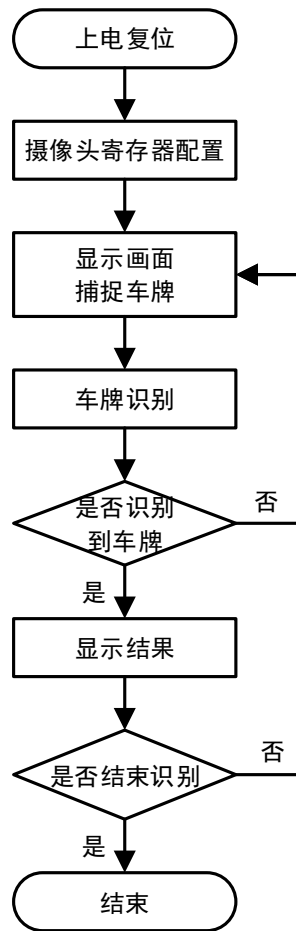 上电复位
摄像头寄存器配置
显示画面
捕捉车牌
车牌识别
是否识别
到车牌
否
是
显示结果
是否结束识别
否
是
结束